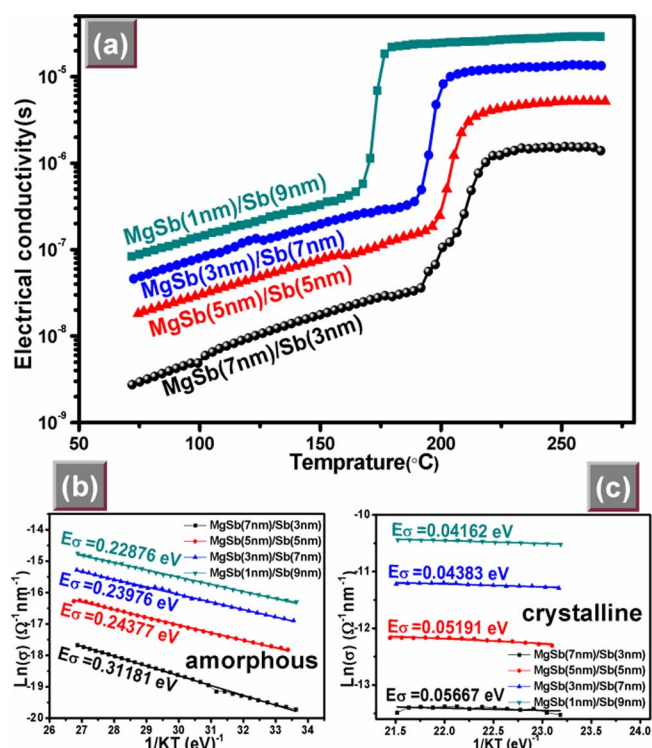 (a)
Electrical conductivity(s)
10⁻⁵
10⁻⁶
10⁻⁷
10⁻⁸
10⁻⁹
MgSb(1nm)/Sb(9nm)
MgSb(3nm)/Sb(7nm)
MgSb(5nm)/Sb(5nm)
MgSb(7nm)/Sb(3nm)
50 100 150 200 250
Temprature(°C)
(b)
Ln(σ) (Ω⁻¹nm⁻¹)
-14
-15
-16
-17
-18
-19
-20
MgSb(7nm)/Sb(3nm)
MgSb(5nm)/Sb(5nm)
MgSb(3nm)/Sb(7nm)
MgSb(1nm)/Sb(9nm)
Eσ=0.22876 eV
Eσ=0.23976 eV
Eσ=0.24377 eV
Eσ=0.31181 eV
amorphous
26 27 28 29 30 31 32 33 34
1/KT (eV)⁻¹
(c)
Ln(σ) (Ω⁻¹nm⁻¹)
-10
-11
-12
-13
Eσ=0.04162 eV
Eσ=0.04383 eV
crystalline
Eσ=0.05191 eV
Eσ=0.05667 eV
MgSb(7nm)/Sb(3nm)
MgSb(5nm)/Sb(5nm)
MgSb(3nm)/Sb(7nm)
MgSb(1nm)/Sb(9nm)
21.5 22.0 22.5 23.0 23.5 24.0
1/KT (eV)⁻¹